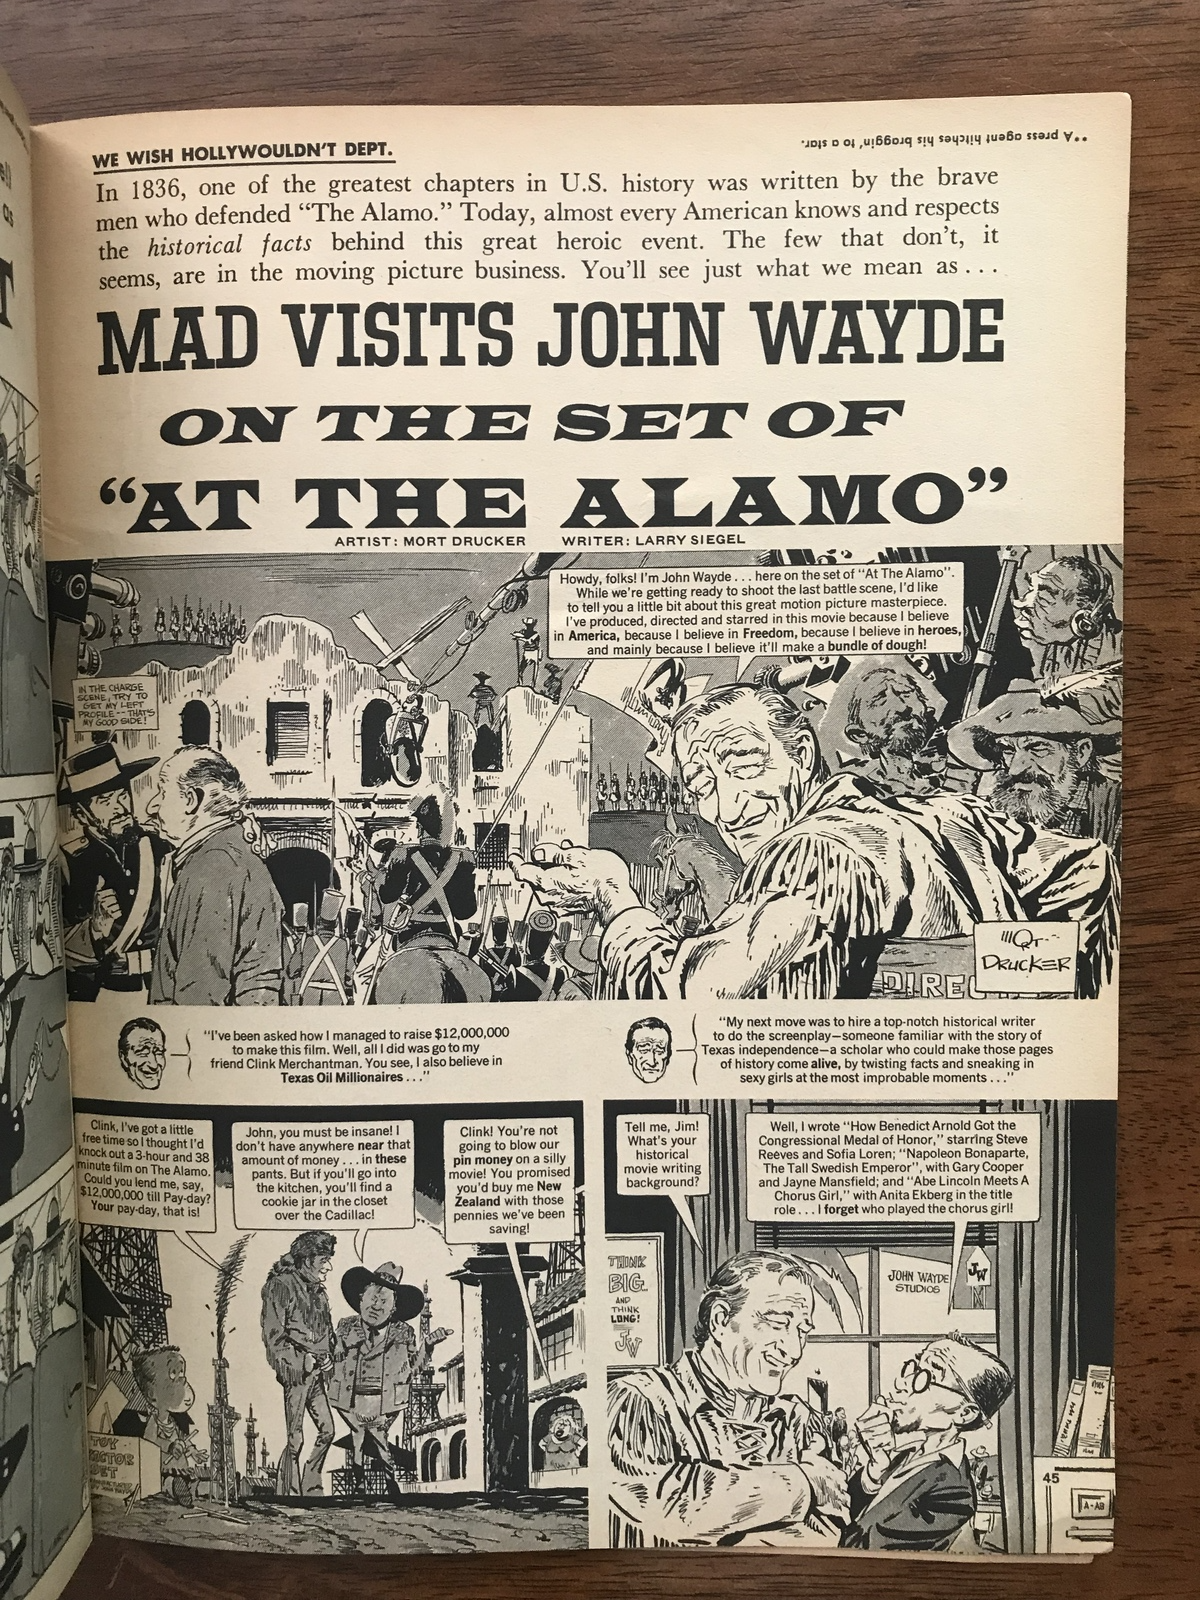 **A press agent hitches his braggin', to a star.
WE WISH HOLLYWOULDN'T DEPT.
In 1836, one of the greatest chapters in U.S. history was written by the brave
men who defended “The Alamo.” Today, almost every American knows and respects
the historical facts behind this great heroic event. The few that don't, it
seems, are in the moving picture business. You'll see just what we mean as . . .
MAD VISITS JOHN WAYDE
ON THE SET OF
“AT THE ALAMO”
ARTIST: MORT DRUCKER WRITER: LARRY SIEGEL
Howdy, folks! I'm John Wayde . . . here on the set of “At The Alamo”.
While we're getting ready to shoot the last battle scene, I'd like
to tell you a little bit about this great motion picture masterpiece.
I've produced, directed and starred in this movie because I believe
in America, because I believe in Freedom, because I believe in heroes,
and mainly because I believe it'll make a bundle of dough!
IN THE CHARGE
SCENE, TRY TO
GET MY LEFT
PROFILE--THAT'S
MY GOOD SIDE!
MORT
DRUCKER
“I've been asked how I managed to raise $12,000,000
to make this film. Well, all I did was go to my
friend Clink Merchantman. You see, I also believe in
Texas Oil Millionaires . . .”
“My next move was to hire a top-notch historical writer
to do the screenplay—someone familiar with the story of
Texas independence—a scholar who could make those pages
of history come alive, by twisting facts and sneaking in
sexy girls at the most improbable moments . . .”
Clink, I've got a little
free time so I thought I'd
knock out a 3-hour and 38
minute film on The Alamo.
Could you lend me, say,
$12,000,000 till Pay-day?
Your pay-day, that is!
John, you must be insane! I
don't have anywhere near that
amount of money . . . in these
pants. But if you'll go into
the kitchen, you'll find a
cookie jar in the closet
over the Cadillac!
Clink! You're not
going to blow our
pin money on a silly
movie! You promised
you'd buy me New
Zealand with those
pennies we've been
saving!
Tell me, Jim!
What's your
historical
movie writing
background?
Well, I wrote “How Benedict Arnold Got the
Congressional Medal of Honor,” starring Steve
Reeves and Sofia Loren; “Napoleon Bonaparte,
The Tall Swedish Emperor”, with Gary Cooper
and Jayne Mansfield; and “Abe Lincoln Meets A
Chorus Girl,” with Anita Ekberg in the title
role . . . I forget who played the chorus girl!
THINK
BIG
AND
THINK
LONG!
JW
JOHN WAYDE
STUDIOS
JW
TOY
45
A-AB